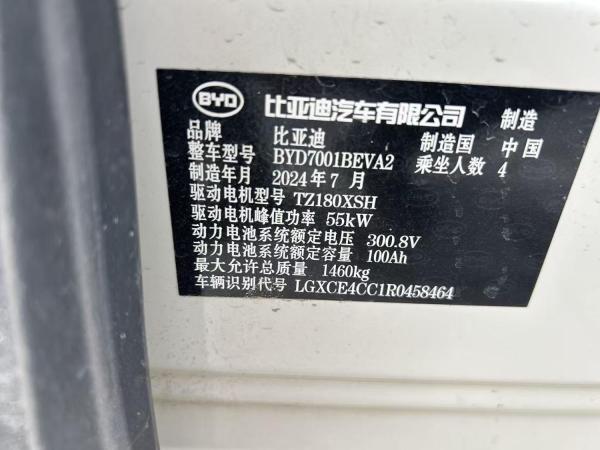 BYD 比亚迪汽车有限公司 制造
品牌 比亚迪 制造国 中国
整车型号 BYD7001BEVA2 乘坐人数 4
制造年月 2024年7月
驱动电机型号 TZ180XSH
驱动电机峰值功率 55kW
动力电池系统额定电压 300.8V
动力电池系统额定容量 100Ah
最大允许总质量 1460kg
车辆识别代号 LGXCE4CC1R0458464